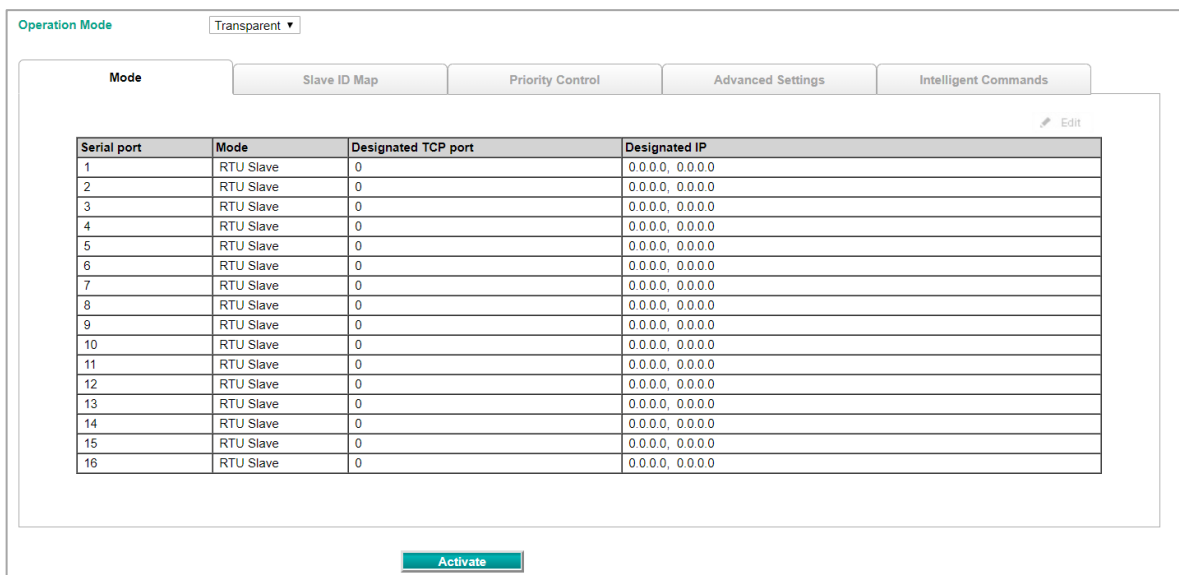 Operation Mode Transparent
Mode Slave ID Map Priority Control Advanced Settings Intelligent Commands
Edit
Serial port Mode Designated TCP port Designated IP
1 RTU Slave 0 0.0.0.0, 0.0.0.0
2 RTU Slave 0 0.0.0.0, 0.0.0.0
3 RTU Slave 0 0.0.0.0, 0.0.0.0
4 RTU Slave 0 0.0.0.0, 0.0.0.0
5 RTU Slave 0 0.0.0.0, 0.0.0.0
6 RTU Slave 0 0.0.0.0, 0.0.0.0
7 RTU Slave 0 0.0.0.0, 0.0.0.0
8 RTU Slave 0 0.0.0.0, 0.0.0.0
9 RTU Slave 0 0.0.0.0, 0.0.0.0
10 RTU Slave 0 0.0.0.0, 0.0.0.0
11 RTU Slave 0 0.0.0.0, 0.0.0.0
12 RTU Slave 0 0.0.0.0, 0.0.0.0
13 RTU Slave 0 0.0.0.0, 0.0.0.0
14 RTU Slave 0 0.0.0.0, 0.0.0.0
15 RTU Slave 0 0.0.0.0, 0.0.0.0
16 RTU Slave 0 0.0.0.0, 0.0.0.0
Activate